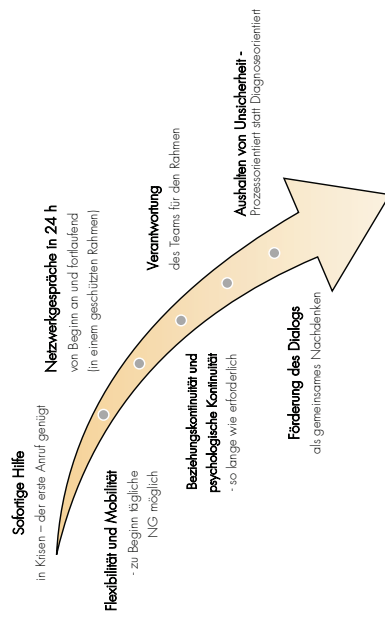 Sofortige Hilfe
in Krisen – der erste Anruf genügt
Netzwerkgespräche in 24 h
von Beginn an und fortlaufend
(in einem geschützten Rahmen)
Flexibilität und Mobilität
- zu Beginn tägliche
NG möglich
Verantwortung
des Teams für den Rahmen
Beziehungskontinuität und
psychologische Kontinuität
- so lange wie erforderlich
Aushalten von Unsicherheit -
Prozessorientiert statt Diagnoseorientiert
Förderung des Dialogs
als gemeinsames Nachdenken